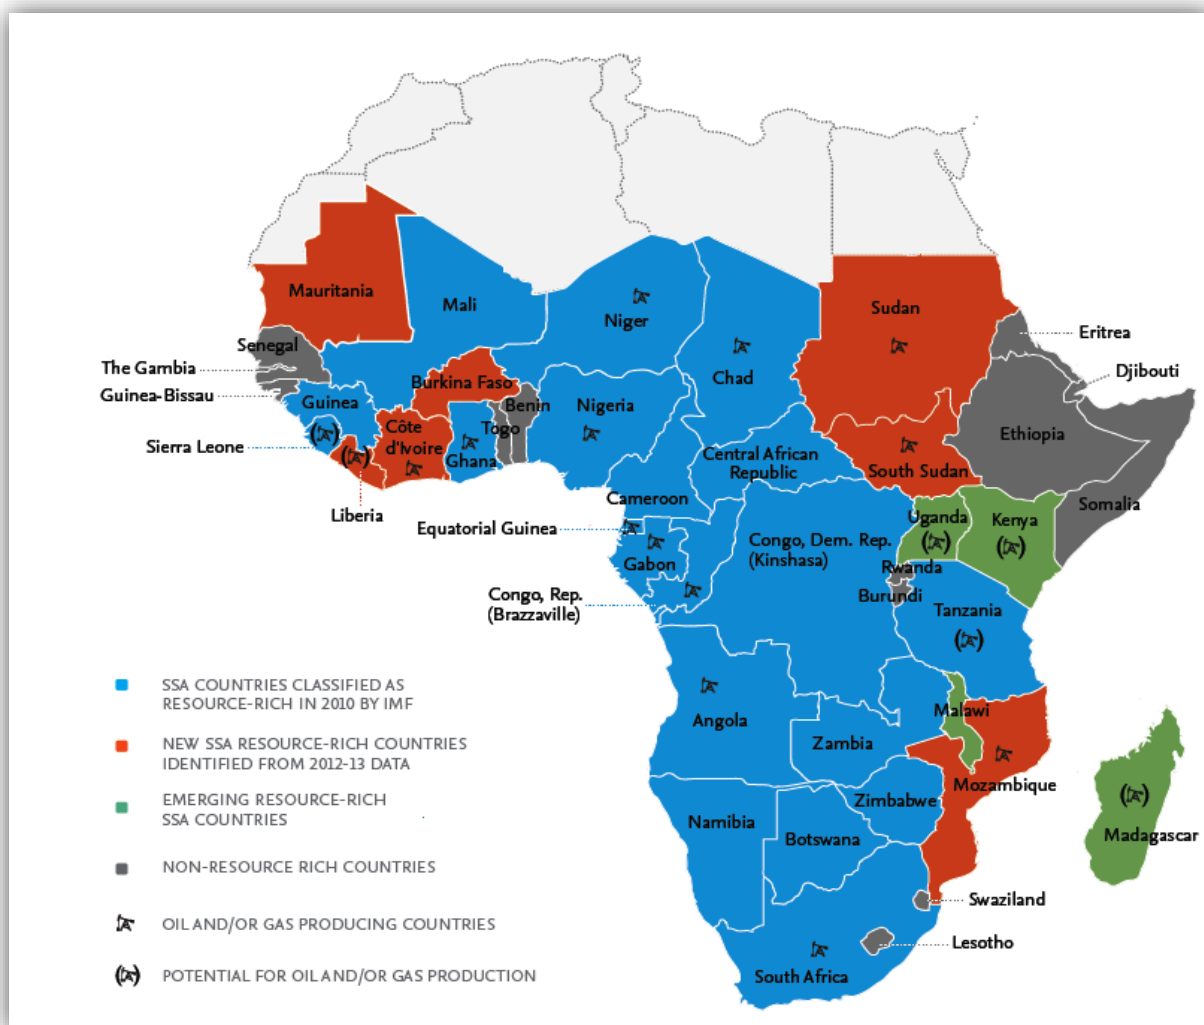 Mauritania
Mali
Niger
Sudan
Chad
Eritrea
Senegal
The Gambia
Djibouti
Guinea-Bissau
Burkina Faso
Guinea
Benin
Nigeria
Togo
Côte
d'Ivoire
Ethiopia
Sierra Leone
Ghana
Central African
Republic
South Sudan
Cameroon
Somalia
Liberia
Uganda
Kenya
Equatorial Guinea
Congo, Dem. Rep.
(Kinshasa)
Gabon
Rwanda
Congo, Rep.
(Brazzaville)
Burundi
Tanzania
Angola
Malawi
Zambia
Mozambique
Zimbabwe
Namibia
Botswana
Madagascar
Swaziland
Lesotho
South Africa
SSA COUNTRIES CLASSIFIED AS
RESOURCE-RICH IN 2010 BY IMF
NEW SSA RESOURCE-RICH COUNTRIES
IDENTIFIED FROM 2012-13 DATA
EMERGING RESOURCE-RICH
SSA COUNTRIES
NON-RESOURCE RICH COUNTRIES
OIL AND/OR GAS PRODUCING COUNTRIES
POTENTIAL FOR OIL AND/OR GAS PRODUCTION